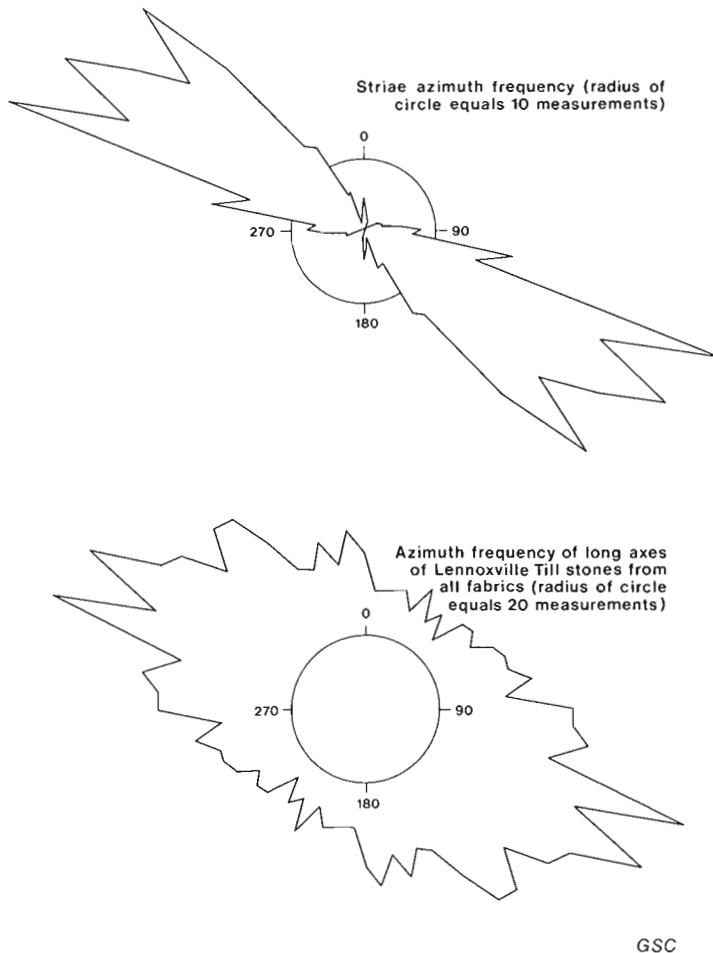 Striae azimuth frequency (radius of
circle equals 10 measurements)
0
270
90
180
Azimuth frequency of long axes
of Lennoxville Till stones from
all fabrics (radius of circle
equals 20 measurements)
0
270
90
180
GSC